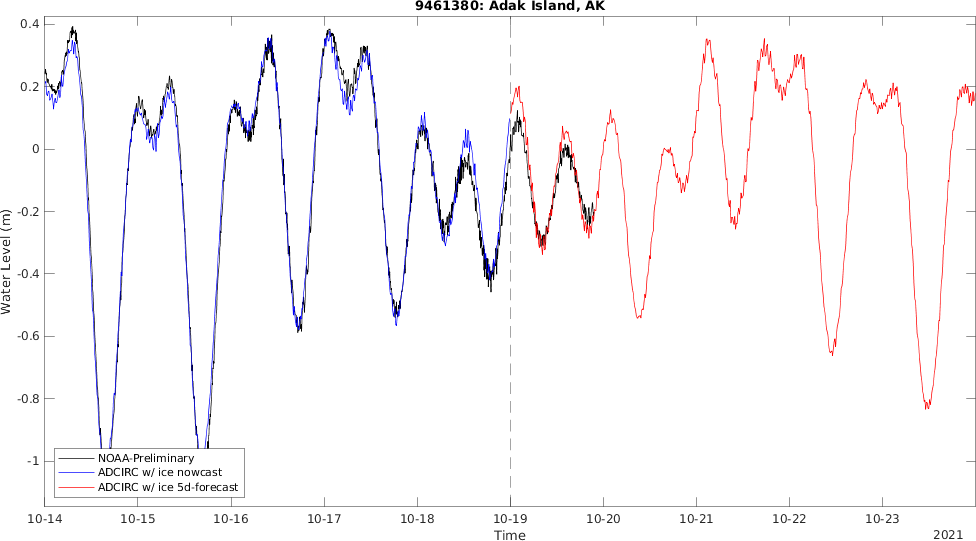 9461380: Adak Island, AK
Water Level (m)
0.4
0.2
0
-0.2
-0.4
-0.6
-0.8
-1
NOAA-Preliminary
ADCIRC w/ ice nowcast
ADCIRC w/ ice 5d-forecast
10-14 10-15 10-16 10-17 10-18 10-19 10-20 10-21 10-22 10-23
Time
2021